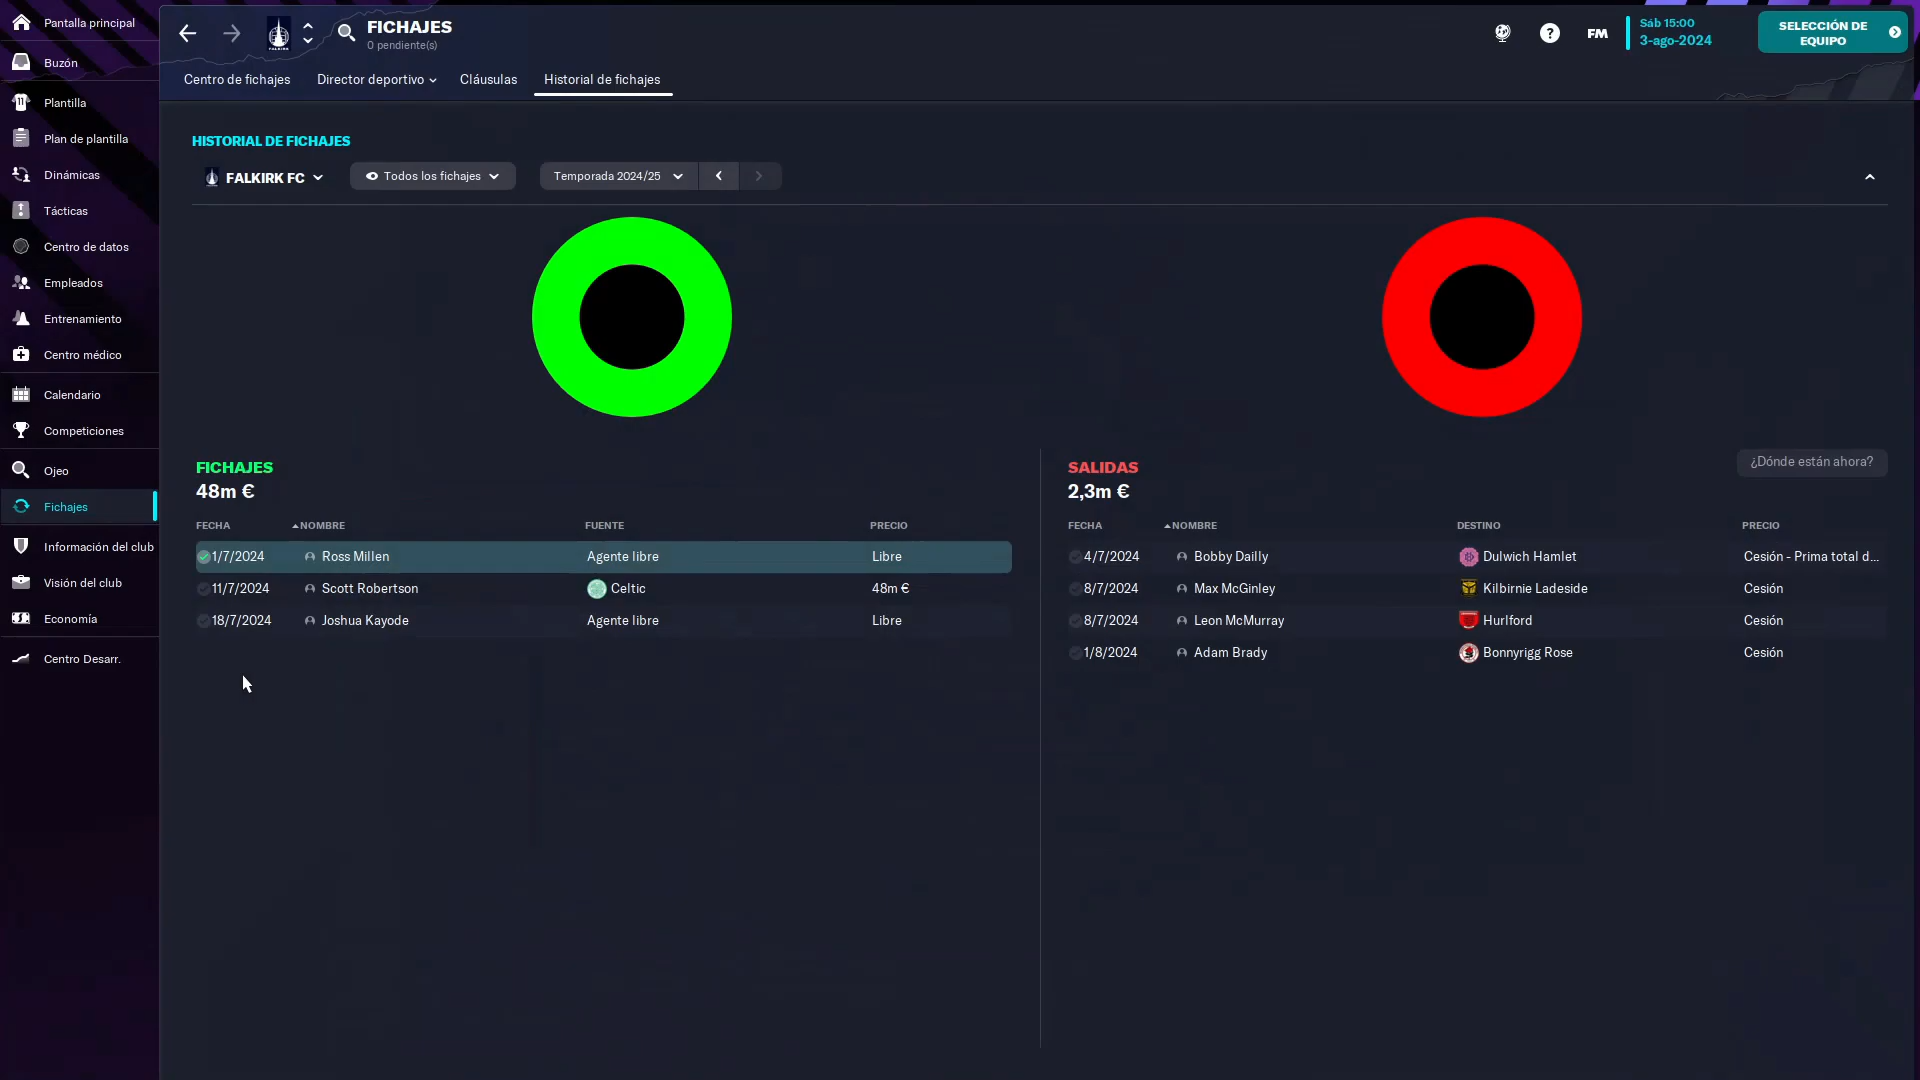 Pantalla principal
Buzón
Plantilla
Plan de plantilla
Dinámicas
Tácticas
Centro de datos
Empleados
Entrenamiento
Centro médico
Calendario
Competiciones
Ojeo
Fichajes
Información del club
Visión del club
Economía
Centro Desarr.
FALKIRK
FICHAJES
0 pendiente(s)
?
FM
Sáb 15:00
3-ago-2024
SELECCIÓN DE
EQUIPO
Centro de fichajes Director deportivo Cláusulas Historial de fichajes
HISTORIAL DE FICHAJES
FALKIRK FC Todos los fichajes Temporada 2024/25
FICHAJES
48m €
FECHA NOMBRE FUENTE PRECIO
1/7/2024 Ross Millen Agente libre Libre
11/7/2024 Scott Robertson Celtic 48m €
18/7/2024 Joshua Kayode Agente libre Libre
SALIDAS
2,3m €
¿Dónde están ahora?
FECHA NOMBRE DESTINO PRECIO
4/7/2024 Bobby Dailly Dulwich Hamlet Cesión - Prima total d...
8/7/2024 Max McGinley Kilbirnie Ladeside Cesión
8/7/2024 Leon McMurray Hurlford Cesión
1/8/2024 Adam Brady Bonnyrigg Rose Cesión